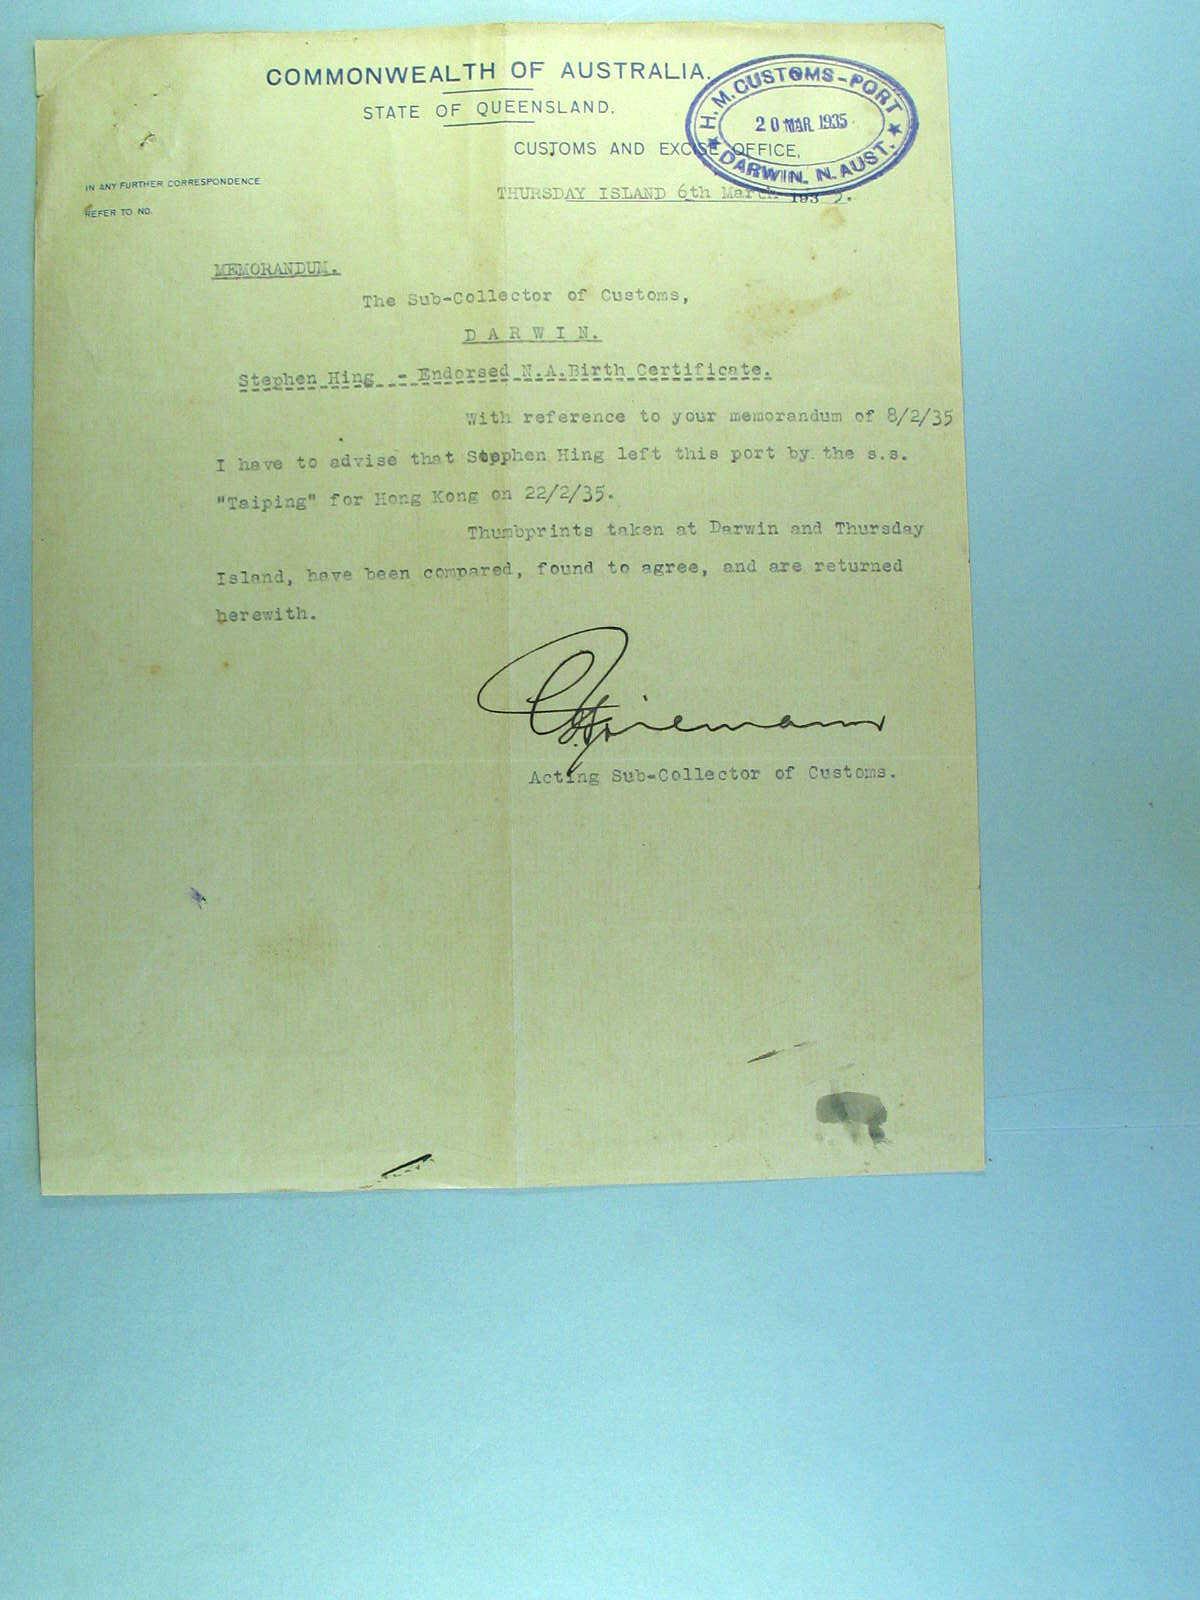 COMMONWEALTH OF AUSTRALIA.
STATE OF QUEENSLAND.
H. M. CUSTOMS - PORT
20 MAR 1935
DARWIN. N. AUST.
CUSTOMS AND EXCISE OFFICE,
IN ANY FURTHER CORRESPONDENCE
REFER TO NO.
THURSDAY ISLAND 6th March 1935.
MEMORANDUM.
The Sub-Collector of Customs,
D A R W I N.
Stephen Hing - Endorsed N.A.Birth Certificate.
With reference to your memorandum of 8/2/35
I have to advise that Stephen Hing left this port by the s.s.
"Taiping" for Hong Kong on 22/2/35.
Thumbprints taken at Darwin and Thursday
Island, have been compared, found to agree, and are returned
herewith.
Acting Sub-Collector of Customs.